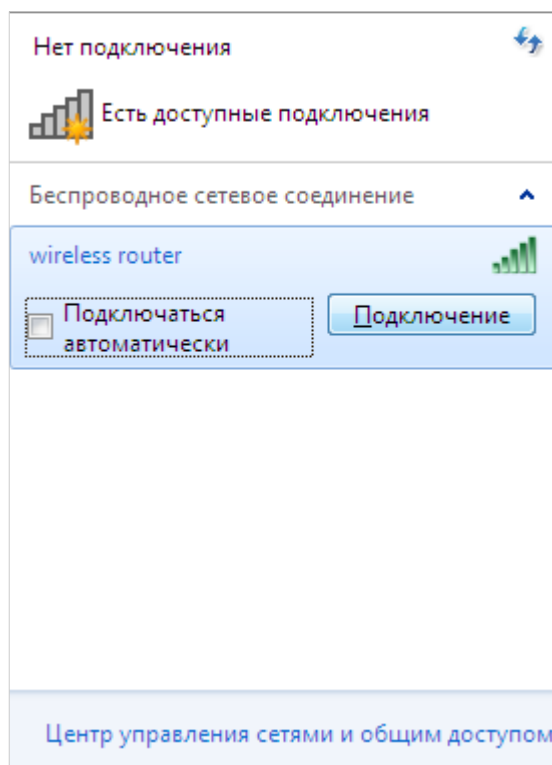 Нет подключения
Есть доступные подключения
Беспроводное сетевое соединение
wireless router
Подключаться
автоматически
Подключение
Центр управления сетями и общим доступом